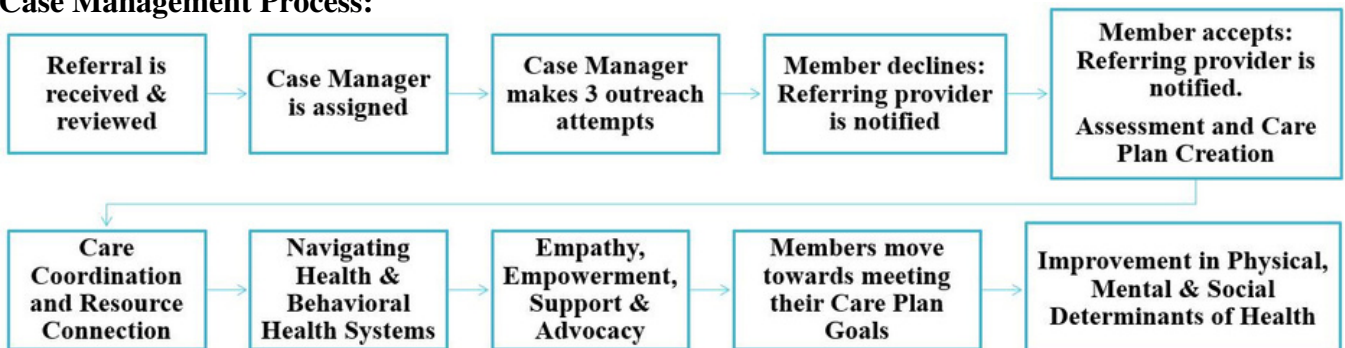 Case Management Process:
Referral is
received &
reviewed
Case Manager
is assigned
Case Manager
makes 3 outreach
attempts
Member declines:
Referring provider
is notified
Member accepts:
Referring provider is
notified.
Assessment and Care
Plan Creation
Care
Coordination
and Resource
Connection
Navigating
Health &
Behavioral
Health Systems
Empathy,
Empowerment,
Support &
Advocacy
Members move
towards meeting
their Care Plan
Goals
Improvement in Physical,
Mental & Social
Determinants of Health